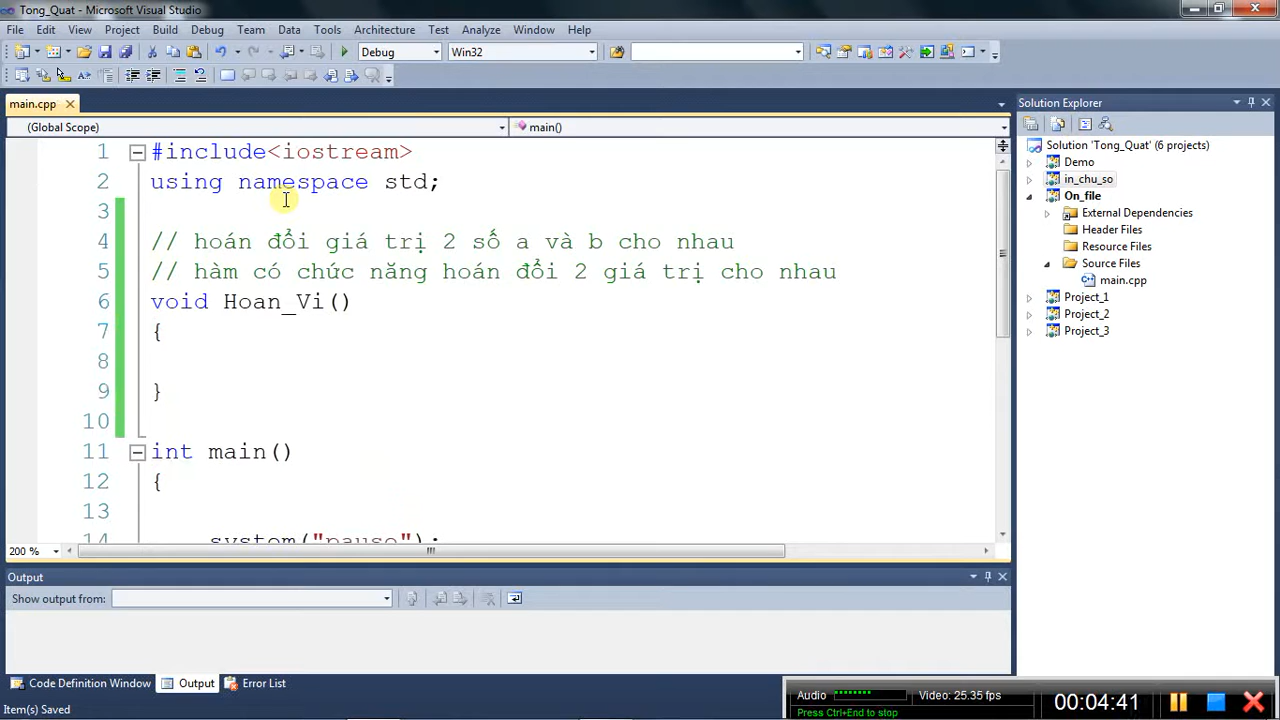 Tong_Quat - Microsoft Visual Studio
File Edit View Project Build Debug Team Data Tools Architecture Test Analyze Window Help
Debug Win32
main.cpp
(Global Scope) main()
1 #include<iostream>
2 using namespace std;
3
4 // hoán đổi giá trị 2 số a và b cho nhau
5 // hàm có chức năng hoán đổi 2 giá trị cho nhau
6 void Hoan_Vi()
7 {
8
9 }
10
11 int main()
12 {
13
14 system("pause");
200 %
Solution Explorer
Solution 'Tong_Quat' (6 projects)
Demo
in_chu_so
On_file
External Dependencies
Header Files
Resource Files
Source Files
main.cpp
Project_1
Project_2
Project_3
Output
Show output from:
Code Definition Window Output Error List
Item(s) Saved
Audio Video: 25.35 fps
Press Ctrl+End to stop
00:04:41